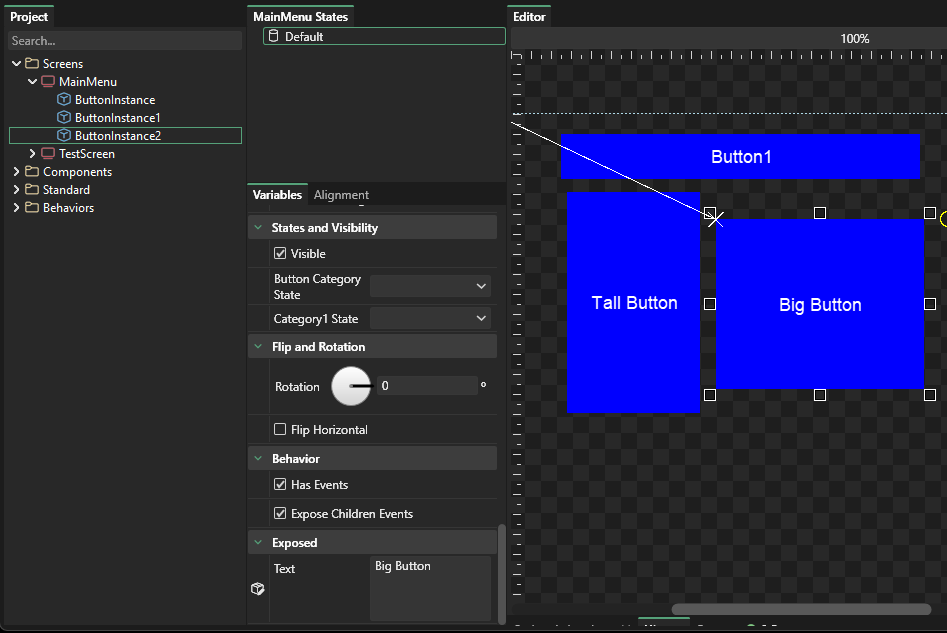 Project
Search...
Screens
MainMenu
ButtonInstance
ButtonInstance1
ButtonInstance2
TestScreen
Components
Standard
Behaviors
MainMenu States
Default
Variables Alignment
States and Visibility
Visible
Button Category
State
Category1 State
Flip and Rotation
Rotation 0 °
Flip Horizontal
Behavior
Has Events
Expose Children Events
Exposed
Text Big Button
Editor
100%
Button1
Tall Button
Big Button